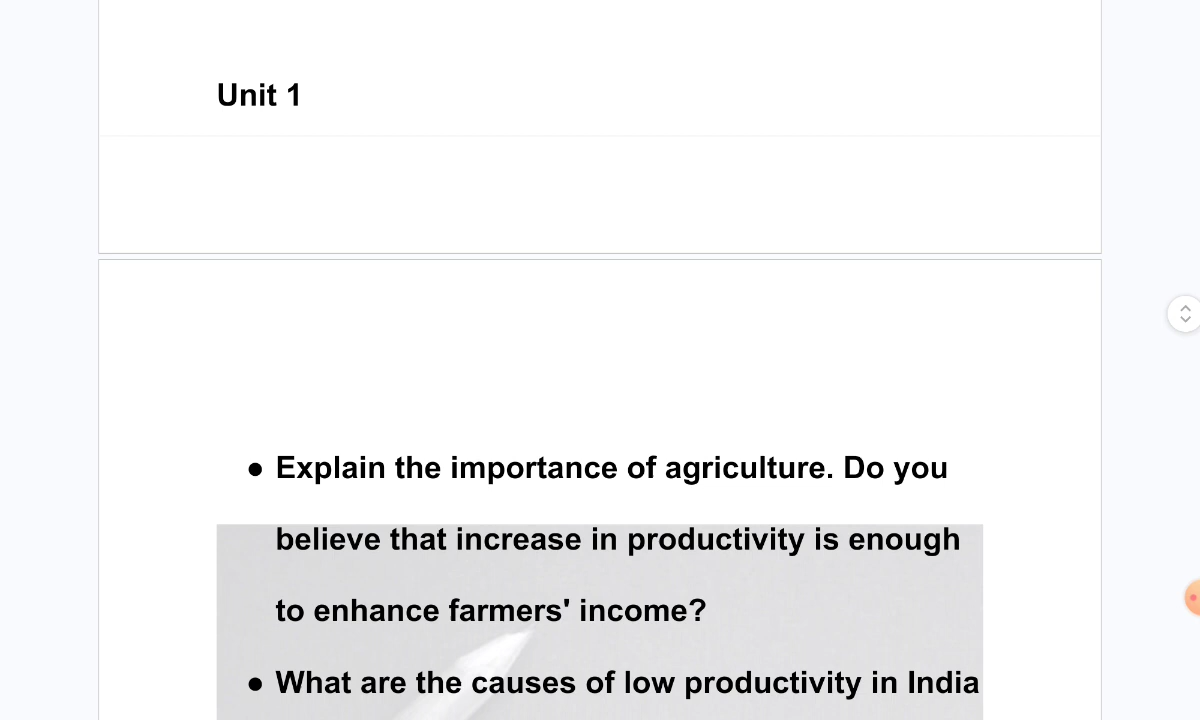 Unit 1
● Explain the importance of agriculture. Do you
believe that increase in productivity is enough
to enhance farmers' income?
● What are the causes of low productivity in India